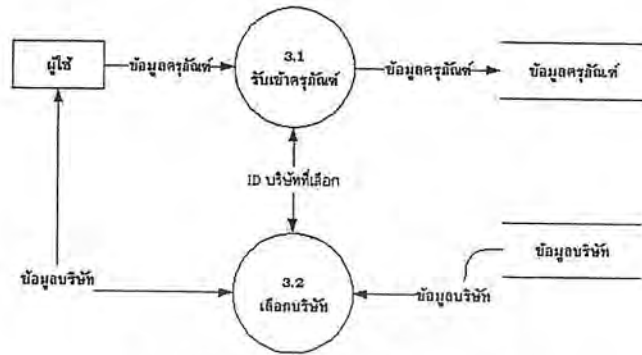 3.1
ผู้ใช้
ข้อมูลครุภัณฑ์
รับเข้าครุภัณฑ์
ข้อมูลครุภัณฑ์
ข้อมูลครุภัณฑ์
ID บริษัทที่เลือก
ข้อมูลบริษัท
ข้อมูลบริษัท
3.2
เลือกบริษัท
ข้อมูลบริษัท